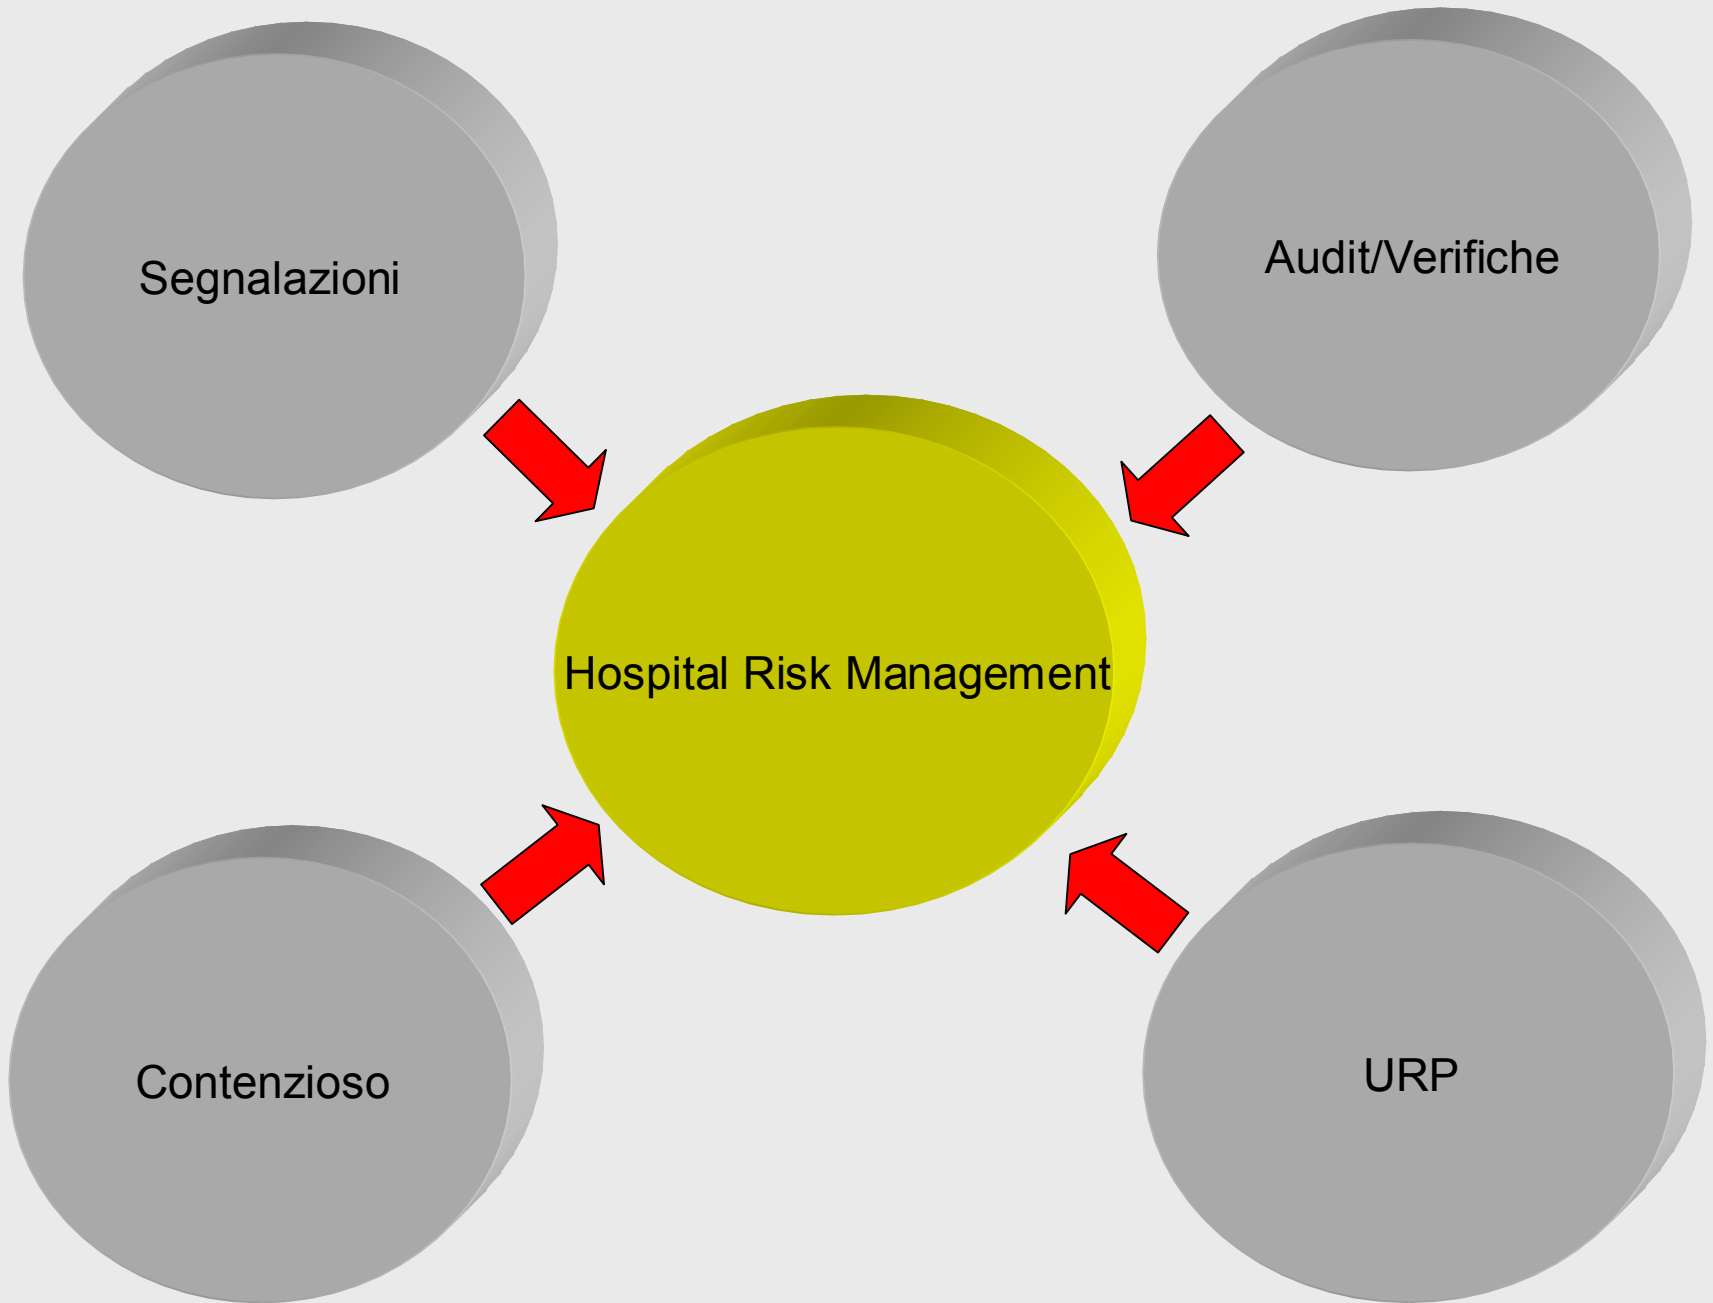 Segnalazioni
Audit/Verifiche
Hospital Risk Management
Contenzioso
URP